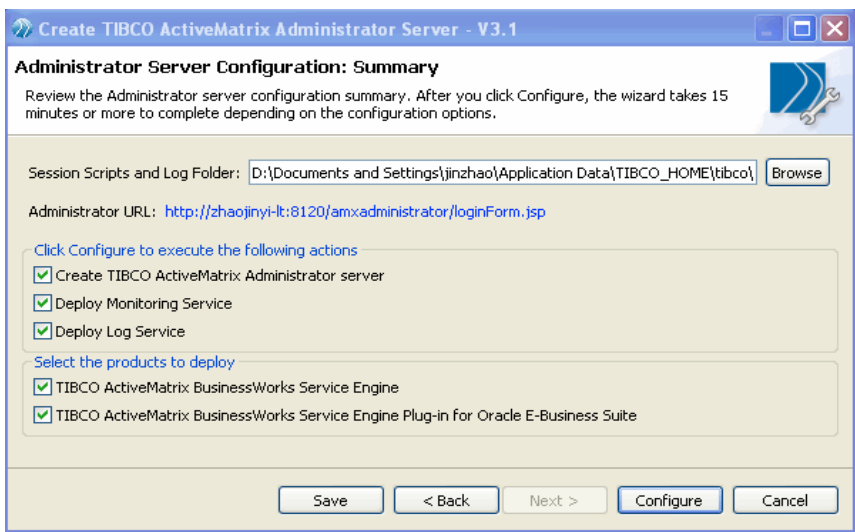 Create TIBCO ActiveMatrix Administrator Server - V3.1
Administrator Server Configuration: Summary
Review the Administrator server configuration summary. After you click Configure, the wizard takes 15
minutes or more to complete depending on the configuration options.
Session Scripts and Log Folder: D:\Documents and Settings\jinzhao\Application Data\TIBCO_HOME\tibco\ Browse
Administrator URL: http://zhaojinyi-lt:8120/amxadministrator/loginForm.jsp
Click Configure to execute the following actions
Create TIBCO ActiveMatrix Administrator server
Deploy Monitoring Service
Deploy Log Service
Select the products to deploy
TIBCO ActiveMatrix BusinessWorks Service Engine
TIBCO ActiveMatrix BusinessWorks Service Engine Plug-in for Oracle E-Business Suite
Save < Back Next > Configure Cancel